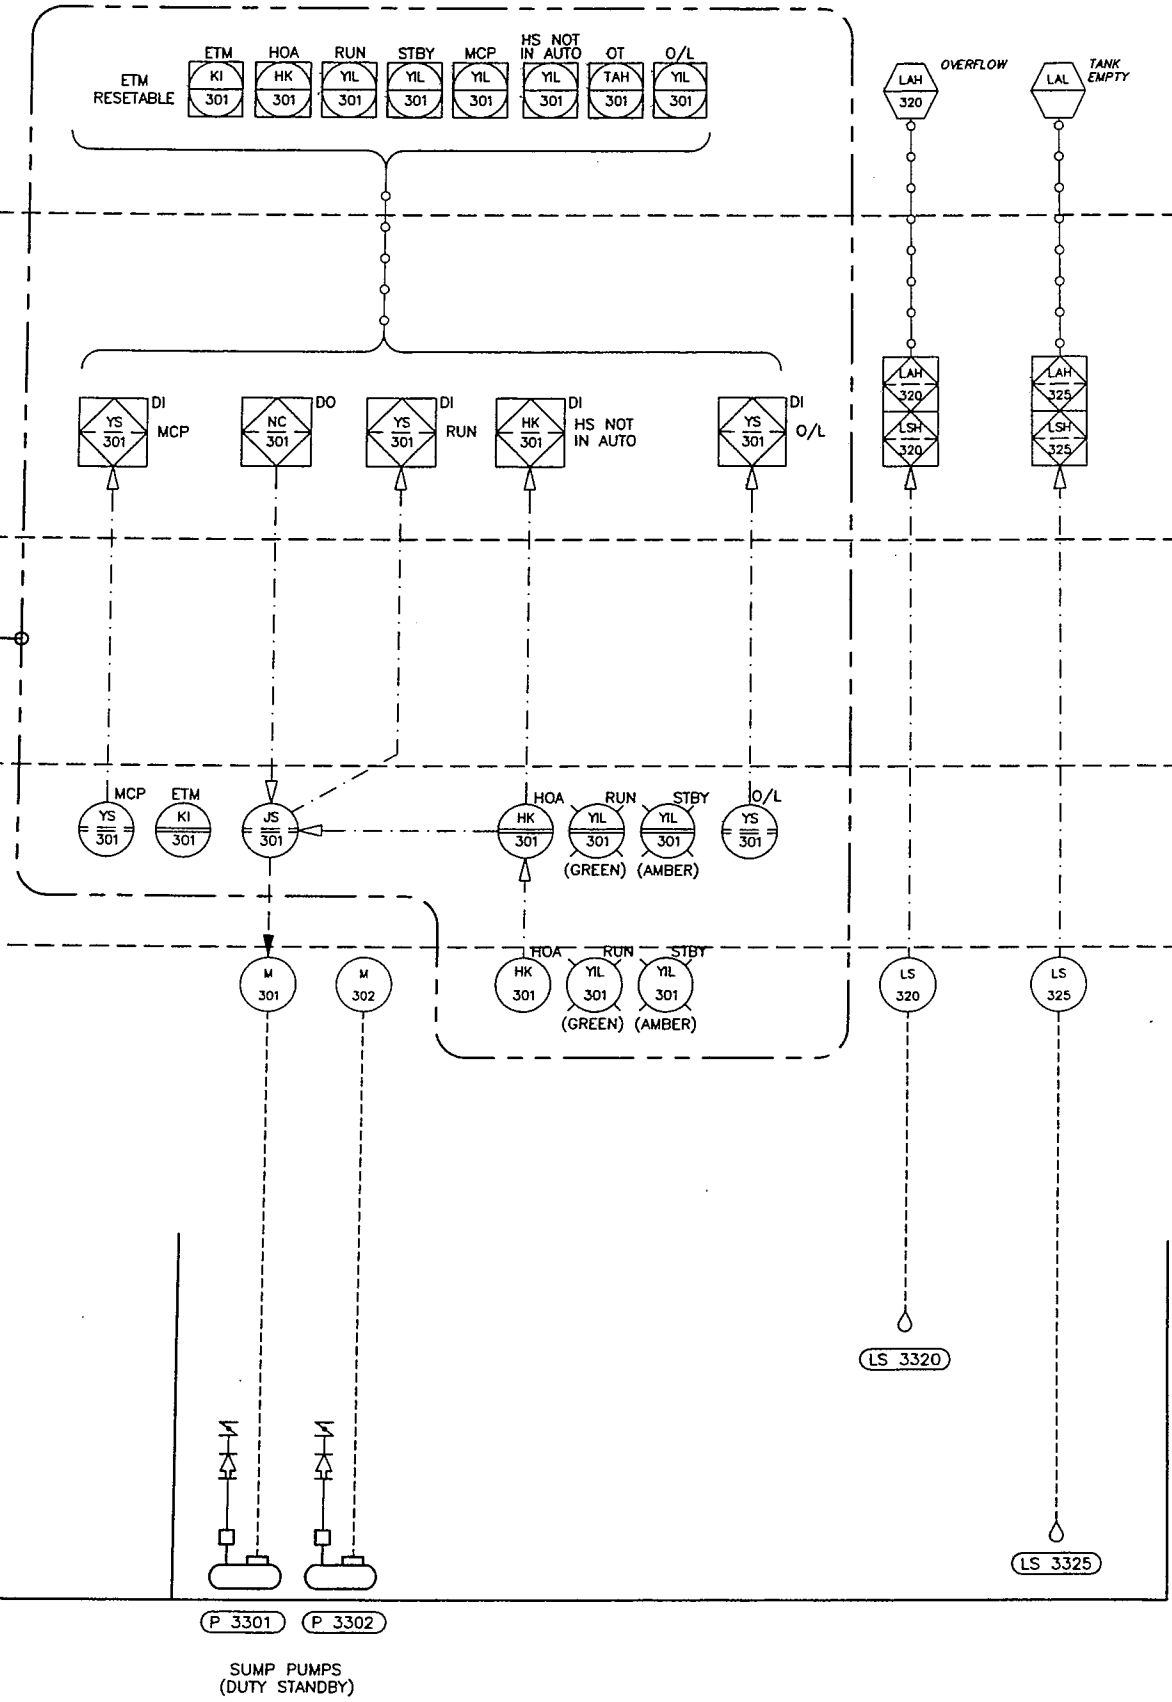 ETM HOA RUN STBY MCP HS NOT IN AUTO OT O/L
ETM RESETABLE
KI 301
HK 301
YIL 301
YIL 301
YIL 301
YIL 301
TAH 301
YIL 301
LAH 320
OVERFLOW
LAL
TANK EMPTY
YS 301
DI
MCP
NC 301
DO
YS 301
DI
RUN
HK 301
DI
HS NOT
IN AUTO
YS 301
DI
O/L
LAH 320
LSH 320
LAH 325
LSH 325
MCP
YS 301
ETM
KI 301
JS 301
HOA
HK 301
RUN
YIL 301
(GREEN)
STBY
YIL 301
(AMBER)
O/L
YS 301
M 301
M 302
HOA
HK 301
RUN
YIL 301
(GREEN)
STBY
YIL 301
(AMBER)
LS 320
LS 325
LS 3320
LS 3325
P 3301
P 3302
SUMP PUMPS
(DUTY STANDBY)